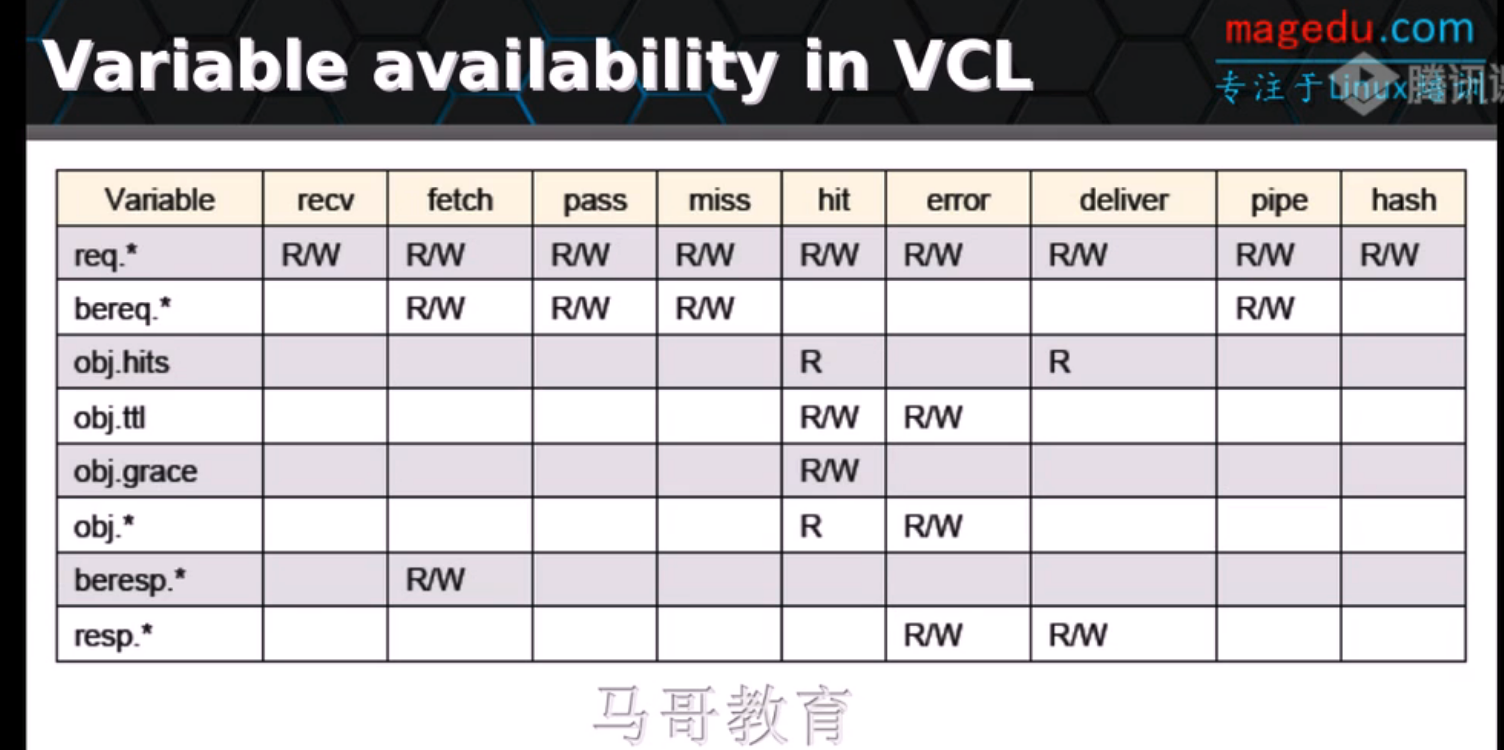 Variable availability in VCL
magedu.com
专注于Linux培训
腾讯课
Variable recv fetch pass miss hit error deliver pipe hash
req.* R/W R/W R/W R/W R/W R/W R/W R/W R/W
bereq.* R/W R/W R/W R/W
obj.hits R R
obj.ttl R/W R/W
obj.grace R/W
obj.* R R/W
beresp.* R/W
resp.* R/W R/W
马哥教育